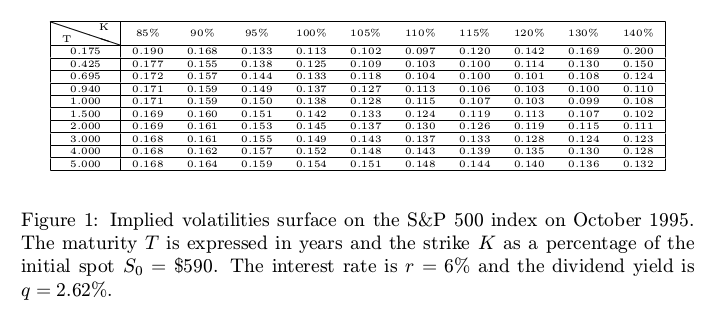 K
T
85% 90% 95% 100% 105% 110% 115% 120% 130% 140%
0.175 0.190 0.168 0.133 0.113 0.102 0.097 0.120 0.142 0.169 0.200
0.425 0.177 0.155 0.138 0.125 0.109 0.103 0.100 0.114 0.130 0.150
0.695 0.172 0.157 0.144 0.133 0.118 0.104 0.100 0.101 0.108 0.124
0.940 0.171 0.159 0.149 0.137 0.127 0.113 0.106 0.103 0.100 0.110
1.000 0.171 0.159 0.150 0.138 0.128 0.115 0.107 0.103 0.099 0.108
1.500 0.169 0.160 0.151 0.142 0.133 0.124 0.119 0.113 0.107 0.102
2.000 0.169 0.161 0.153 0.145 0.137 0.130 0.126 0.119 0.115 0.111
3.000 0.168 0.161 0.155 0.149 0.143 0.137 0.133 0.128 0.124 0.123
4.000 0.168 0.162 0.157 0.152 0.148 0.143 0.139 0.135 0.130 0.128
5.000 0.168 0.164 0.159 0.154 0.151 0.148 0.144 0.140 0.136 0.132
Figure 1: Implied volatilities surface on the S&P 500 index on October 1995.
The maturity T is expressed in years and the strike K as a percentage of the
initial spot S₀ = $590. The interest rate is r = 6% and the dividend yield is
q = 2.62%.